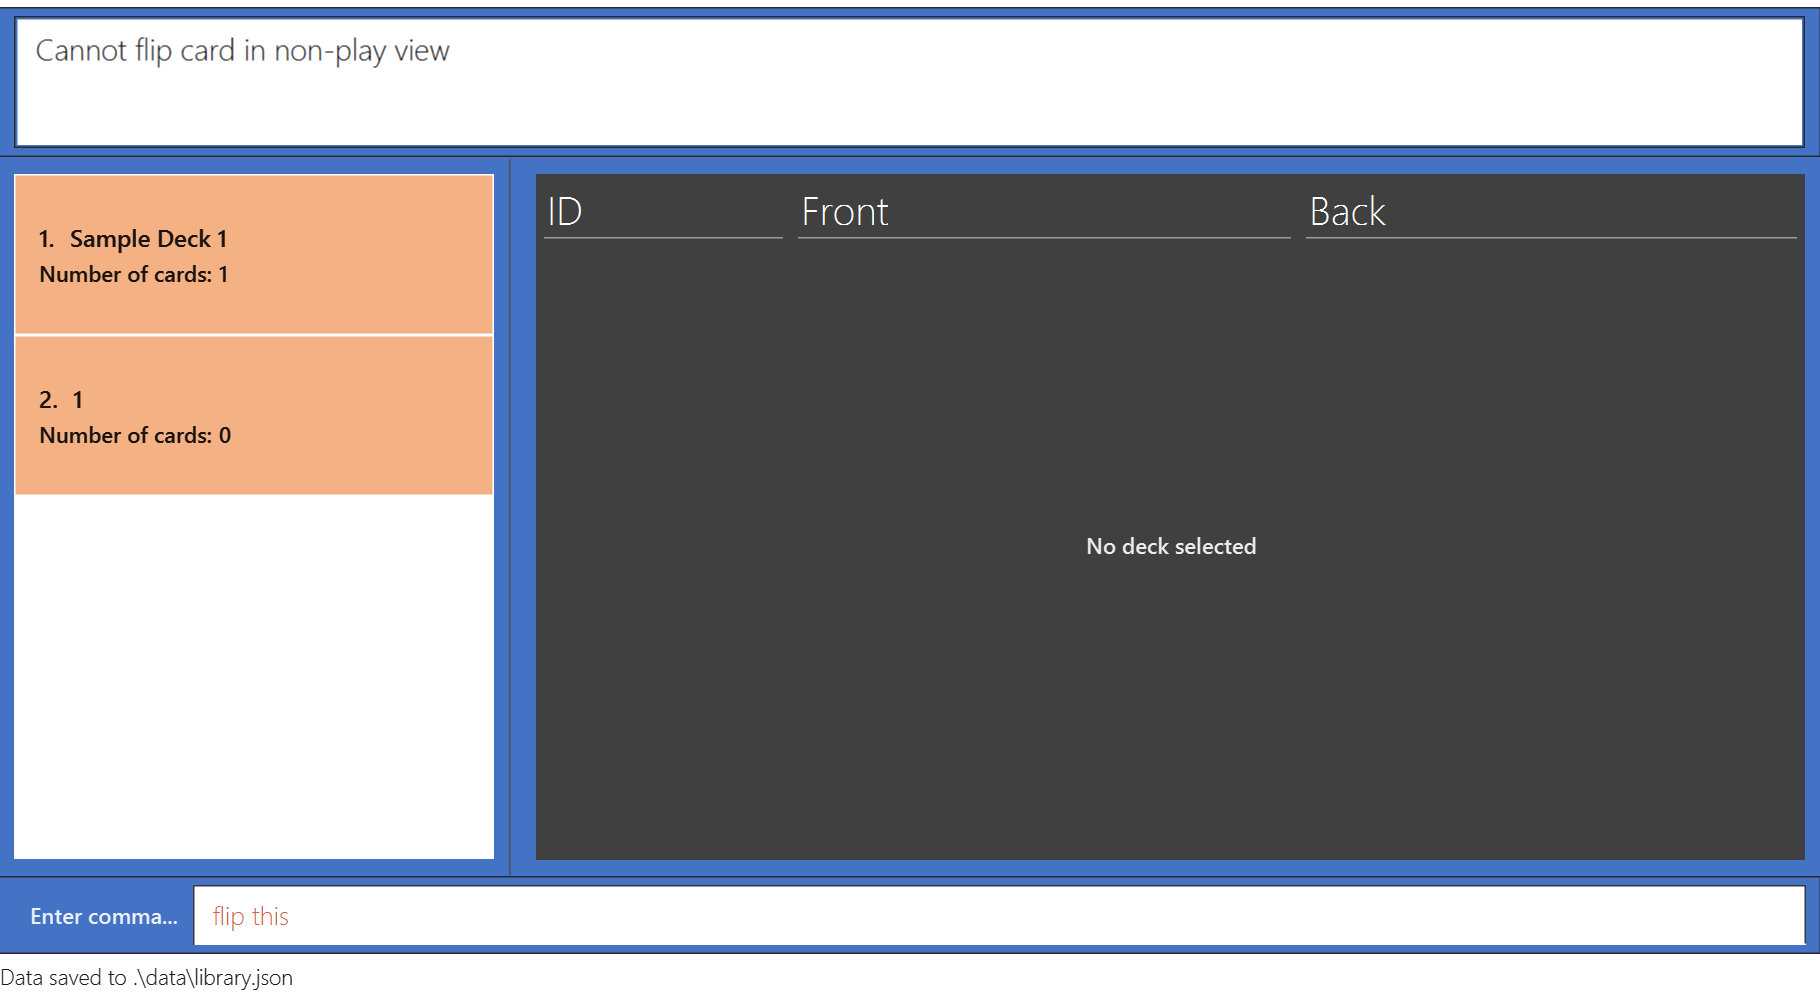 Cannot flip card in non-play view
1. Sample Deck 1
Number of cards: 1
2. 1
Number of cards: 0
ID Front Back
No deck selected
Enter comma... flip this
Data saved to .\data\library.json